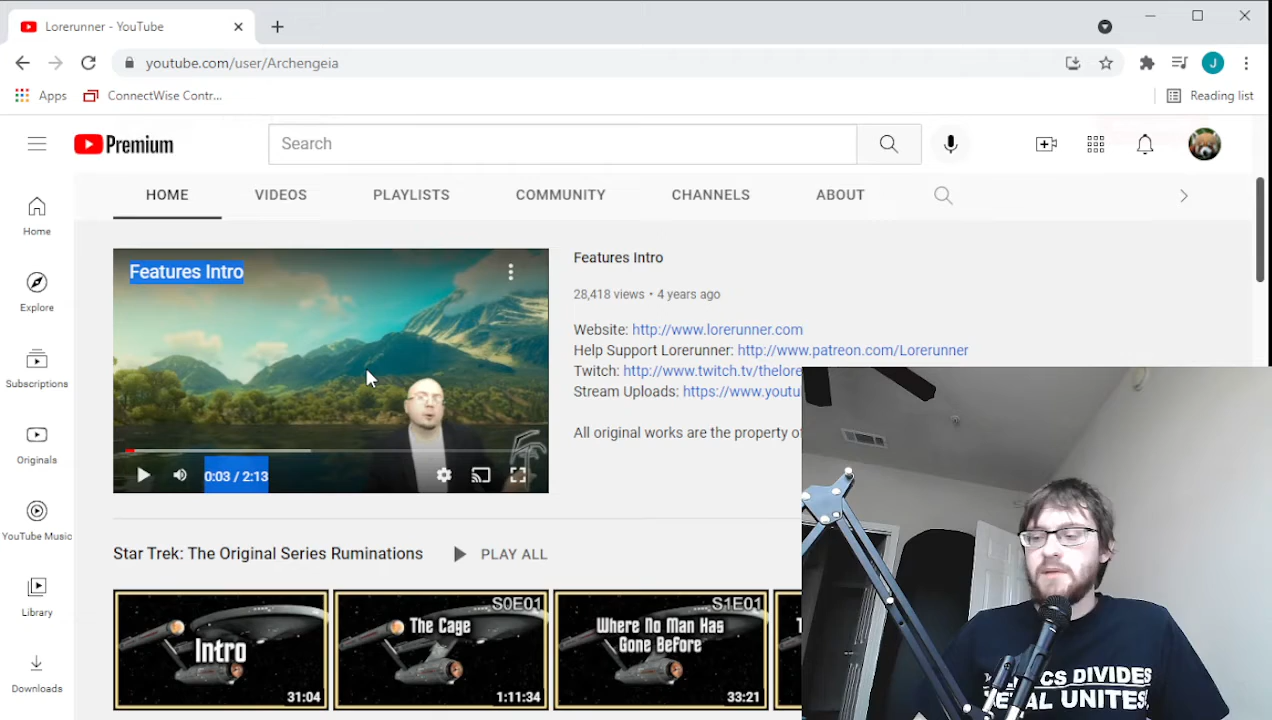 Lorerunner - YouTube
youtube.com/user/Archengeia
Apps
ConnectWise Contr...
Reading list
Premium
Search
J
HOME
VIDEOS
PLAYLISTS
COMMUNITY
CHANNELS
ABOUT
Home
Explore
Subscriptions
Originals
YouTube Music
Library
Downloads
Features Intro
0:03 / 2:13
Features Intro
28,418 views • 4 years ago
Website: http://www.lorerunner.com
Help Support Lorerunner: http://www.patreon.com/Lorerunner
Twitch: http://www.twitch.tv/thelore
Stream Uploads: https://www.youtu
All original works are the property o
Star Trek: The Original Series Ruminations
PLAY ALL
Intro
31:04
S0E01
The Cage
1:11:34
S1E01
Where No Man Has
Gone Before
33:21
CS DIVIDES
UNITES!